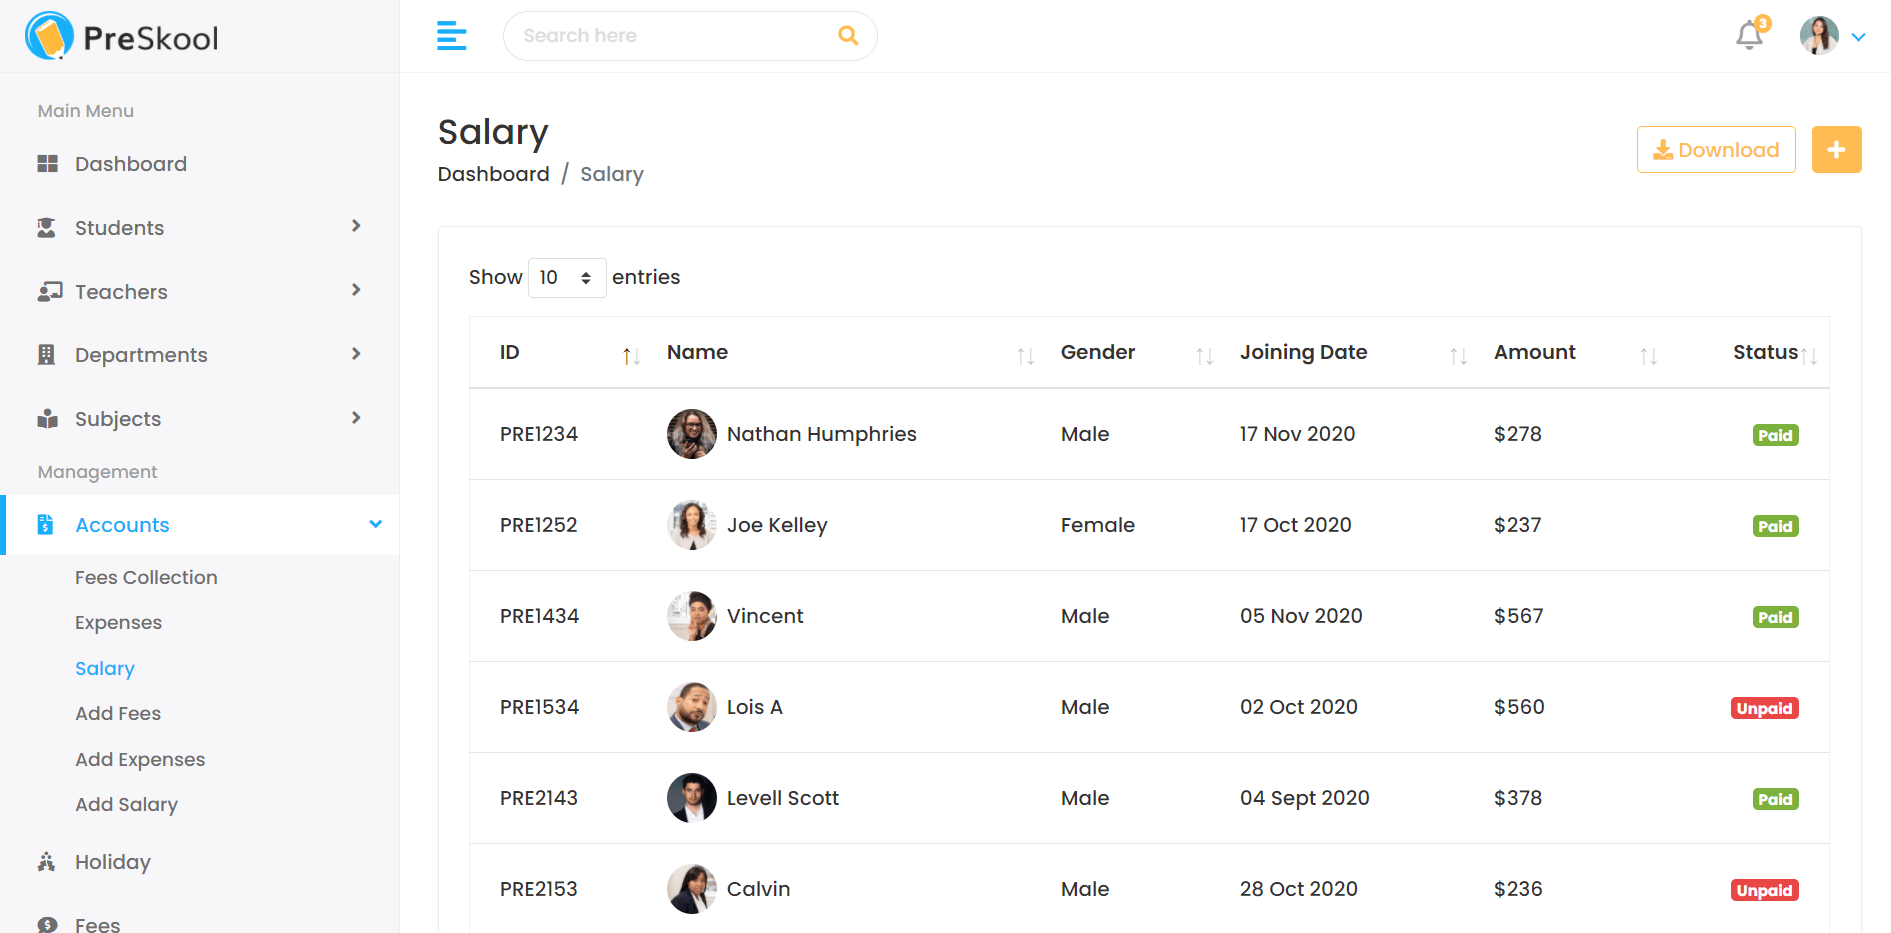 PreSkool
Search here
3
Main Menu
Dashboard
Students
Teachers
Departments
Subjects
Management
Accounts
Fees Collection
Expenses
Salary
Add Fees
Add Expenses
Add Salary
Holiday
Fees
Salary
Dashboard / Salary
Download
Show 10 entries
ID Name Gender Joining Date Amount Status
PRE1234 Nathan Humphries Male 17 Nov 2020 $278 Paid
PRE1252 Joe Kelley Female 17 Oct 2020 $237 Paid
PRE1434 Vincent Male 05 Nov 2020 $567 Paid
PRE1534 Lois A Male 02 Oct 2020 $560 Unpaid
PRE2143 Levell Scott Male 04 Sept 2020 $378 Paid
PRE2153 Calvin Male 28 Oct 2020 $236 Unpaid